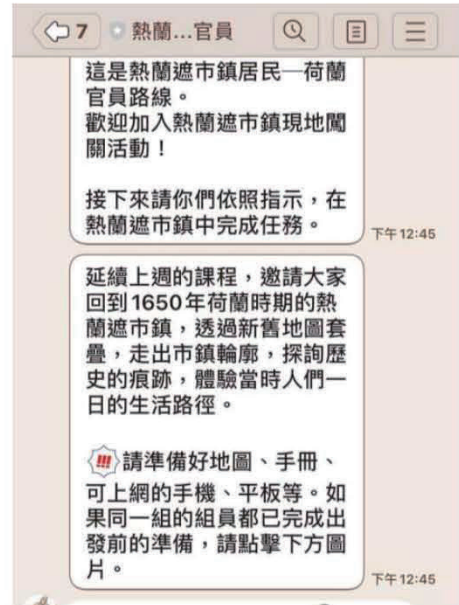 7 熱蘭...官員
這是熱蘭遮市鎮居民—荷蘭
官員路線。
歡迎加入熱蘭遮市鎮現地闖
關活動！
接下來請你們依照指示，在
熱蘭遮市鎮中完成任務。
下午 12:45
延續上週的課程，邀請大家
回到1650年荷蘭時期的熱
蘭遮市鎮，透過新舊地圖套
疊，走出市鎮輪廓，探詢歷
史的痕跡，體驗當時人們一
日的生活路徑。
!!!請準備好地圖、手冊、
可上網的手機、平板等。如
果同一組的組員都已完成出
發前的準備，請點擊下方圖
片。
下午 12:45